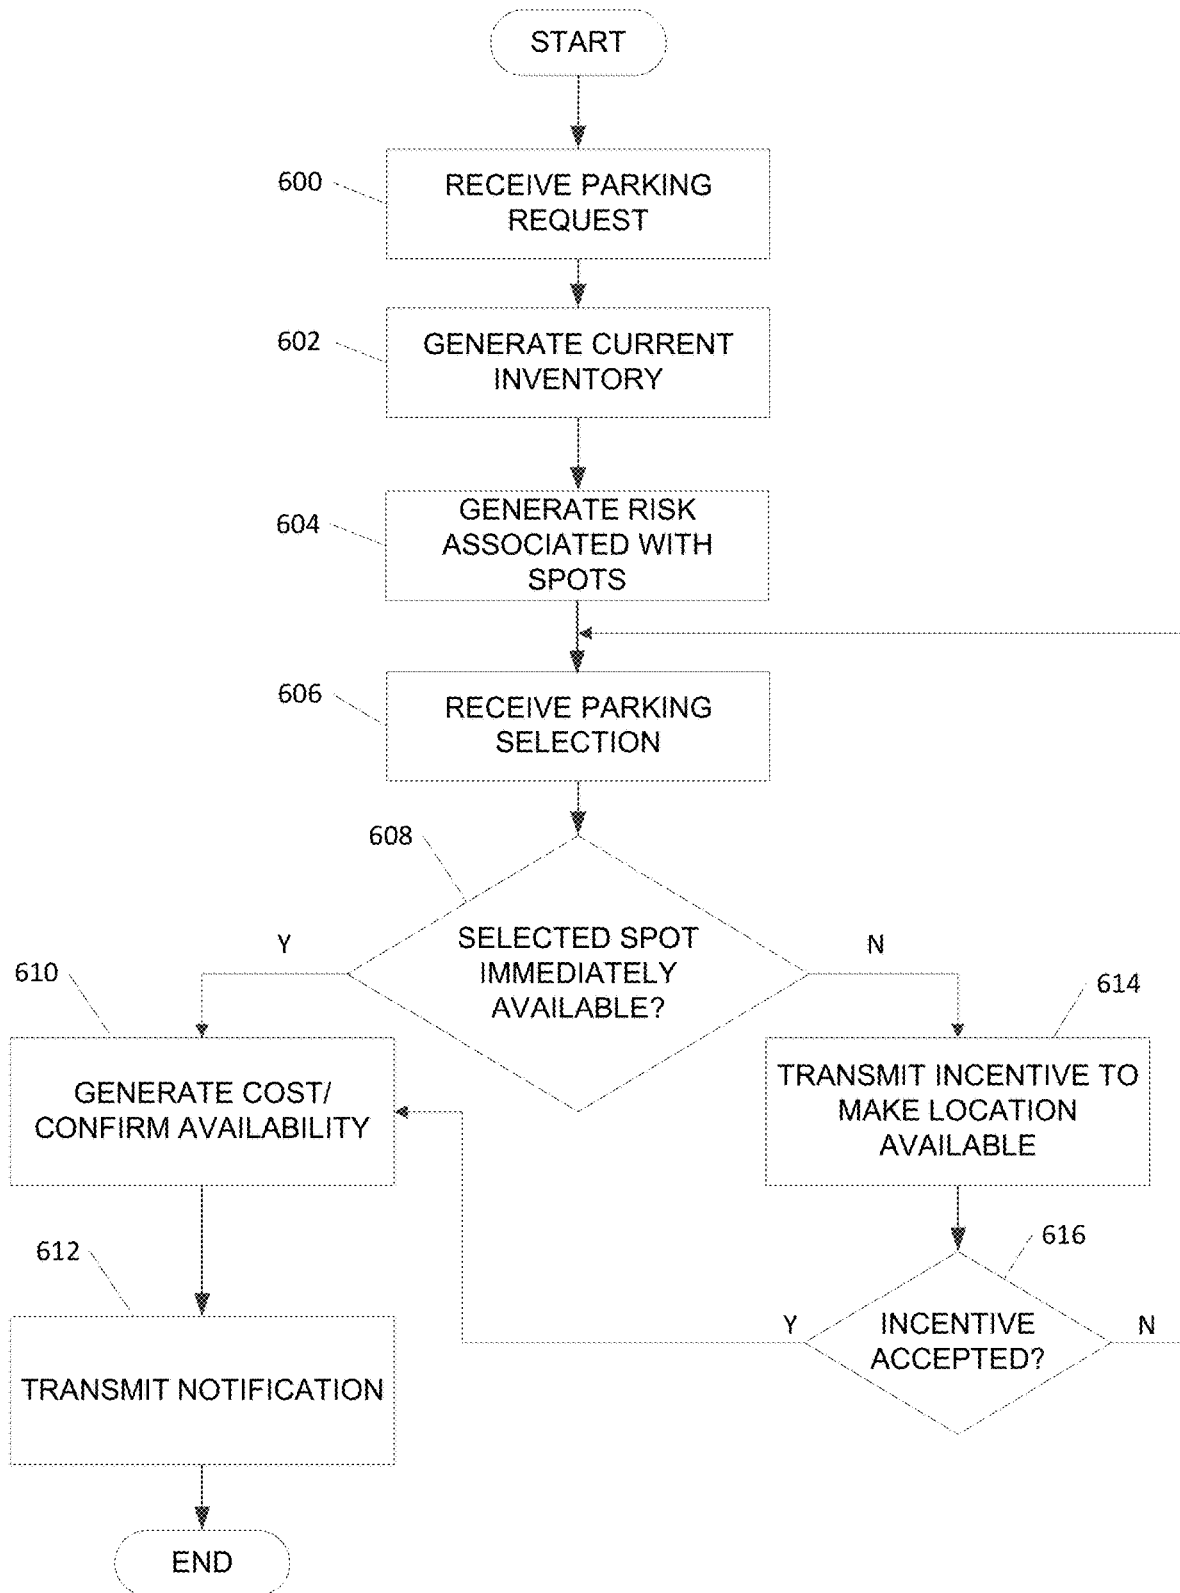 START
600
RECEIVE PARKING
REQUEST
602
GENERATE CURRENT
INVENTORY
604
GENERATE RISK
ASSOCIATED WITH
SPOTS
606
RECEIVE PARKING
SELECTION
608
SELECTED SPOT
IMMEDIATELY
AVAILABLE?
Y
N
610
GENERATE COST/
CONFIRM AVAILABILITY
614
TRANSMIT INCENTIVE TO
MAKE LOCATION
AVAILABLE
612
TRANSMIT NOTIFICATION
616
INCENTIVE
ACCEPTED?
Y
N
END